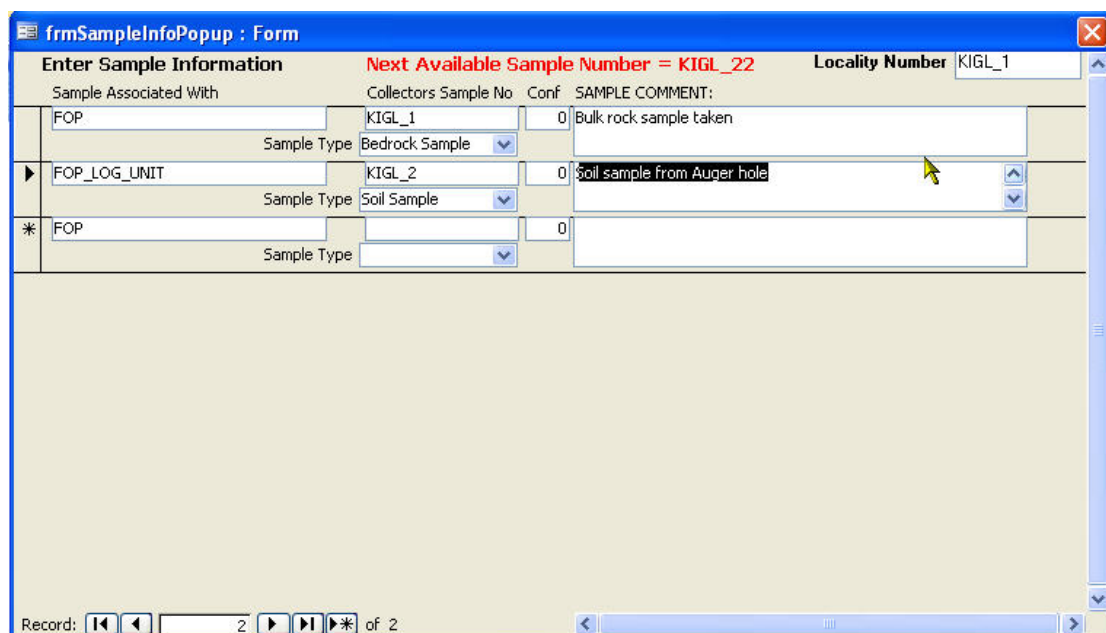 frmSampleInfoPopup : Form
Enter Sample Information Next Available Sample Number = KIGL_22 Locality Number KIGL_1
Sample Associated With Collectors Sample No Conf SAMPLE COMMENT:
FOP KIGL_1 0 Bulk rock sample taken
Sample Type Bedrock Sample
FOP_LOG_UNIT KIGL_2 0 Soil sample from Auger hole
Sample Type Soil Sample
FOP 0
Sample Type
Record: 2 of 2